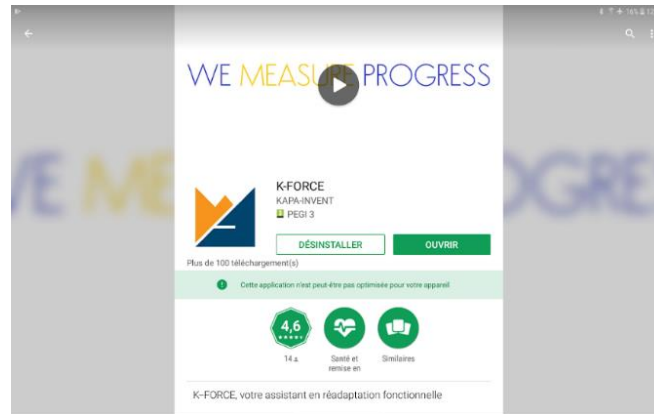 16%
WE MEASURE PROGRESS
K-FORCE
KAPA-INVENT
PEGI 3
DÉSINSTALLER
OUVRIR
Plus de 100 téléchargement(s)
Cette application n'est peut-être pas optimisée pour votre appareil
4,6
14
Santé et
remise en
Similaires
K-FORCE, votre assistant en réadaptation fonctionnelle